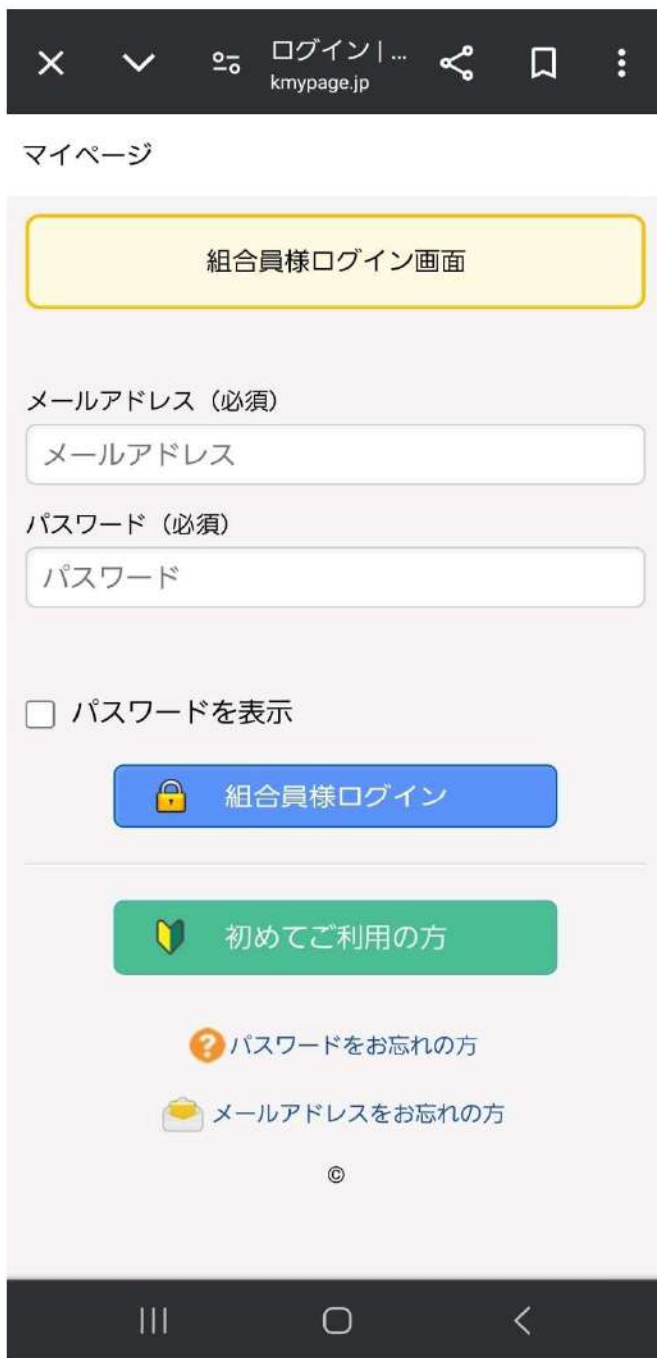 ログイン | ...
kmypage.jp
マイページ
組合員様ログイン画面
メールアドレス（必須）
メールアドレス
パスワード（必須）
パスワード
パスワードを表示
組合員様ログイン
初めてご利用の方
パスワードをお忘れの方
メールアドレスをお忘れの方
©